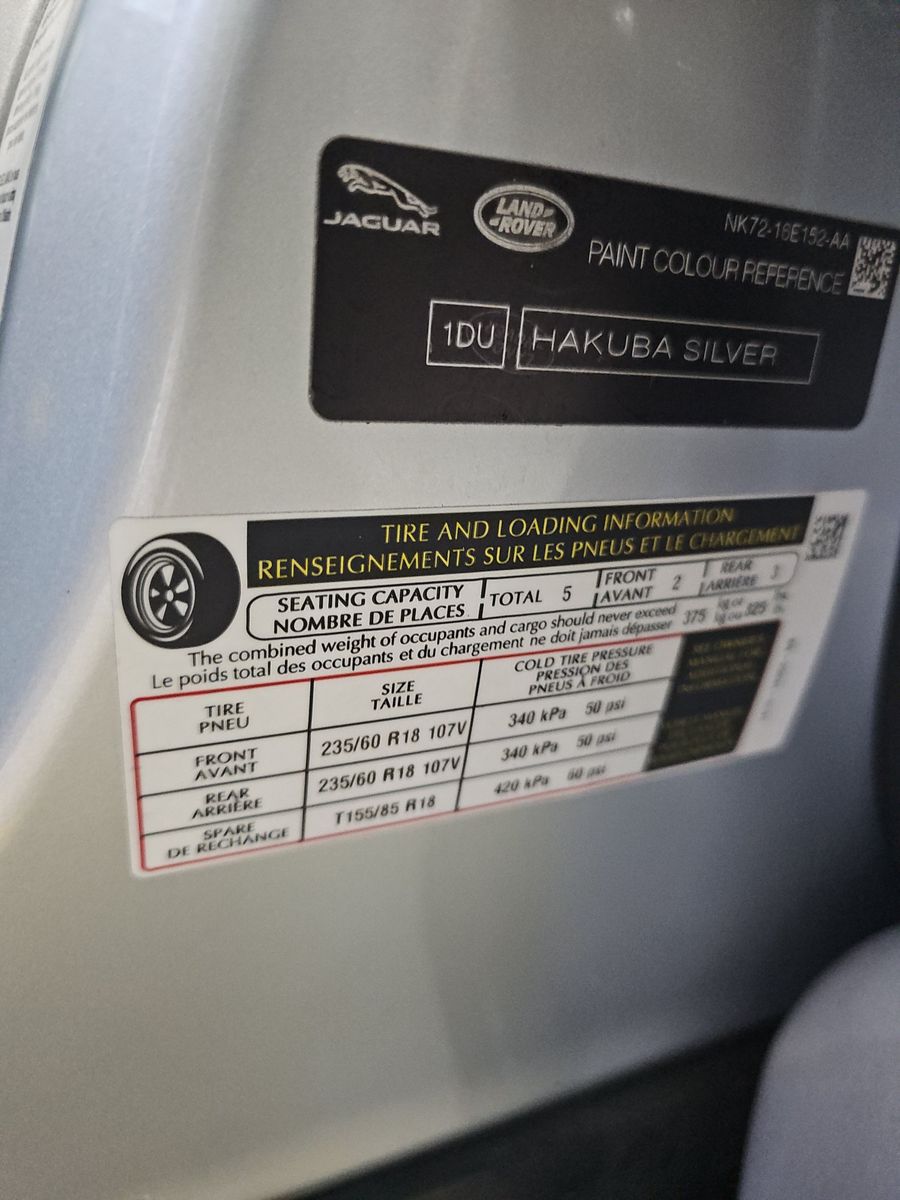 JAGUAR
LAND ROVER
NK72-16E152-AA
PAINT COLOUR REFERENCE
1DU HAKUBA SILVER
TIRE AND LOADING INFORMATION
RENSEIGNEMENTS SUR LES PNEUS ET LE CHARGEMENT
SEATING CAPACITY TOTAL 5 FRONT 2 REAR 3
NOMBRE DE PLACES AVANT ARRIÈRE
The combined weight of occupants and cargo should never exceed 375 kg or 825
Le poids total des occupants et du chargement ne doit jamais dépasser kg ou
TIRE SIZE COLD TIRE PRESSURE
PNEU TAILLE PRESSION DES
PNEUS À FROID
FRONT 235/60 R18 107V 340 kPa 50 psi
AVANT
REAR 235/60 R18 107V 340 kPa 50 psi
ARRIÈRE
SPARE T155/85 R18 420 kPa 60 psi
DE RECHANGE